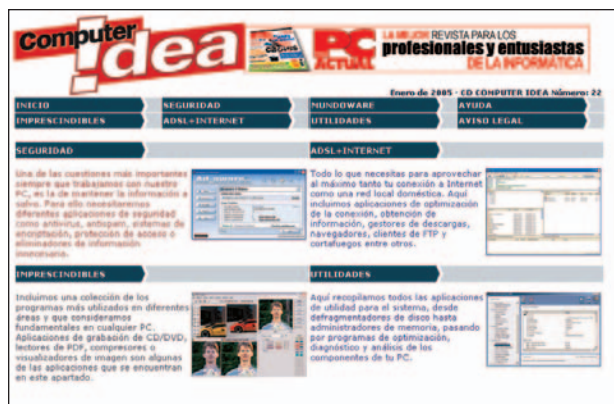 Computer idea
PC ACTUAL
LA MEJOR REVISTA PARA LOS
profesionales y entusiastas
DE LA INFORMÁTICA
Enero de 2005 - CD COMPUTER IDEA Número: 22
INICIO SEGURIDAD MUNDOWARE AYUDA
IMPRESCINDIBLES ADSL+INTERNET UTILIDADES AVISO LEGAL
SEGURIDAD
Una de las cuestiones más importantes
siempre que trabajamos con nuestro
PC, es la de mantener la información a
salvo. Para ello necesitaremos
diferentes aplicaciones de seguridad
como antivirus, antispam, sistemas de
encriptación, protección de acceso o
eliminadores de información
innecesaria.
ADSL+INTERNET
Todo lo que necesitas para aprovechar
al máximo tanto tu conexión a Internet
como una red local doméstica. Aquí
incluimos aplicaciones de optimización
de la conexión, obtención de
información, gestores de descargas,
navegadores, clientes de FTP y
cortafuegos entre otros.
IMPRESCINDIBLES
Incluimos una colección de los
programas más utilizados en diferentes
áreas y que consideramos
fundamentales en cualquier PC.
Aplicaciones de grabación de CD/DVD,
lectores de PDF, compresores o
visualizadores de imagen son algunas
de las aplicaciones que se encuentran
en este apartado.
UTILIDADES
Aquí recopilamos todos las aplicaciones
de utilidad para el sistema, desde
defragmentadores de disco hasta
administradores de memoria, pasando
por programas de optimización,
diagnóstico y análisis de los
componentes de tu PC.